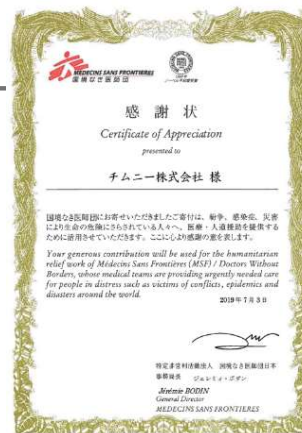 MEDECINS SANS FRONTIERES
国境なき医師団
感謝状
Certificate of Appreciation
presented to
チムニー株式会社 様
国境なき医師団にお寄せいただきましたご寄付は、紛争、感染症、災害
により生命の危険にさらされている人々へ、医療・人道援助を提供する
ために活用させていただきます。ここに心より感謝の意を表します。
Your generous contribution will be used for the humanitarian
relief work of Médecins Sans Frontières (MSF) / Doctors Without
Borders, whose medical teams are providing urgently needed care
for people in distress such as victims of conflicts, epidemics and
disasters around the world.
2019年7月3日
特定非営利活動法人 国境なき医師団日本
事務局長 ジェレミィ・ボダン
Jérémie BODIN
General Director
MEDECINS SANS FRONTIERES